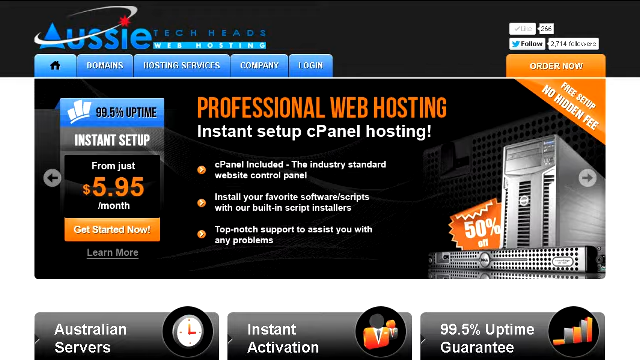 Aussie TECH HEADS
WEB HOSTING
Like 266
Follow 2,714 followers
DOMAINS HOSTING SERVICES COMPANY LOGIN ORDER NOW
FREE SETUP
NO HIDDEN FEE
99.5% UPTIME
INSTANT SETUP
From just
$5.95
/month
Get Started Now!
Learn More
PROFESSIONAL WEB HOSTING
Instant setup cPanel hosting!
cPanel Included - The industry standard
website control panel
Install your favorite software/scripts
with our built-in script installers
Top-notch support to assist you with
any problems
50%
off
Australian
Servers
Instant
Activation
99.5% Uptime
Guarantee